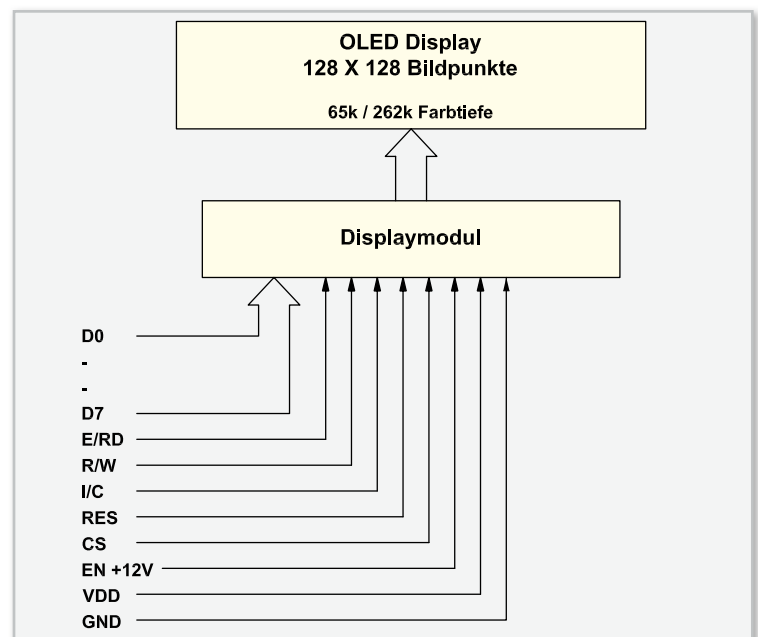 OLED Display
128 X 128 Bildpunkte
65k / 262k Farbtiefe
Displaymodul
D0
-
-
D7
E/RD
R/W
I/C
RES
CS
EN +12V
VDD
GND